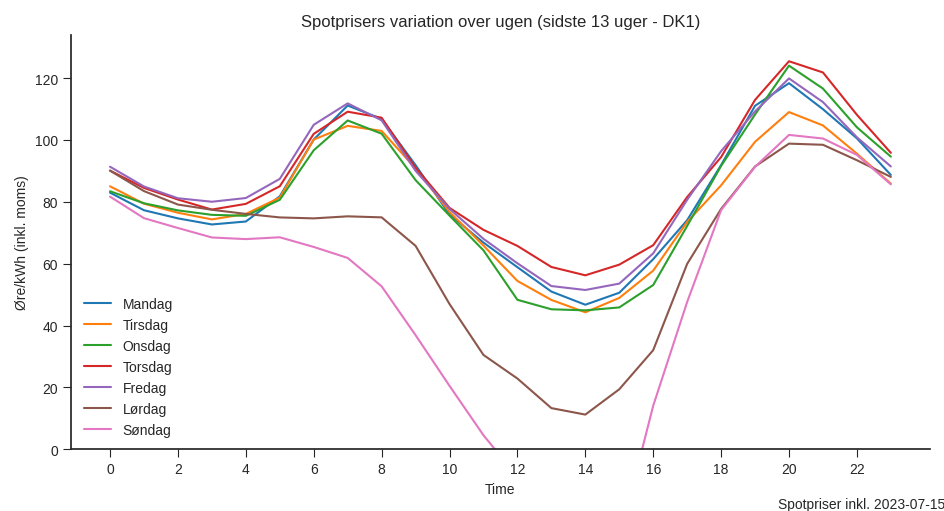 Spotprisers variation over ugen (sidste 13 uger - DK1)
Øre/kWh (inkl. moms)
120
100
80
60
40
20
0
Mandag
Tirsdag
Onsdag
Torsdag
Fredag
Lørdag
Søndag
0 2 4 6 8 10 12 14 16 18 20 22
Time
Spotpriser inkl. 2023-07-15